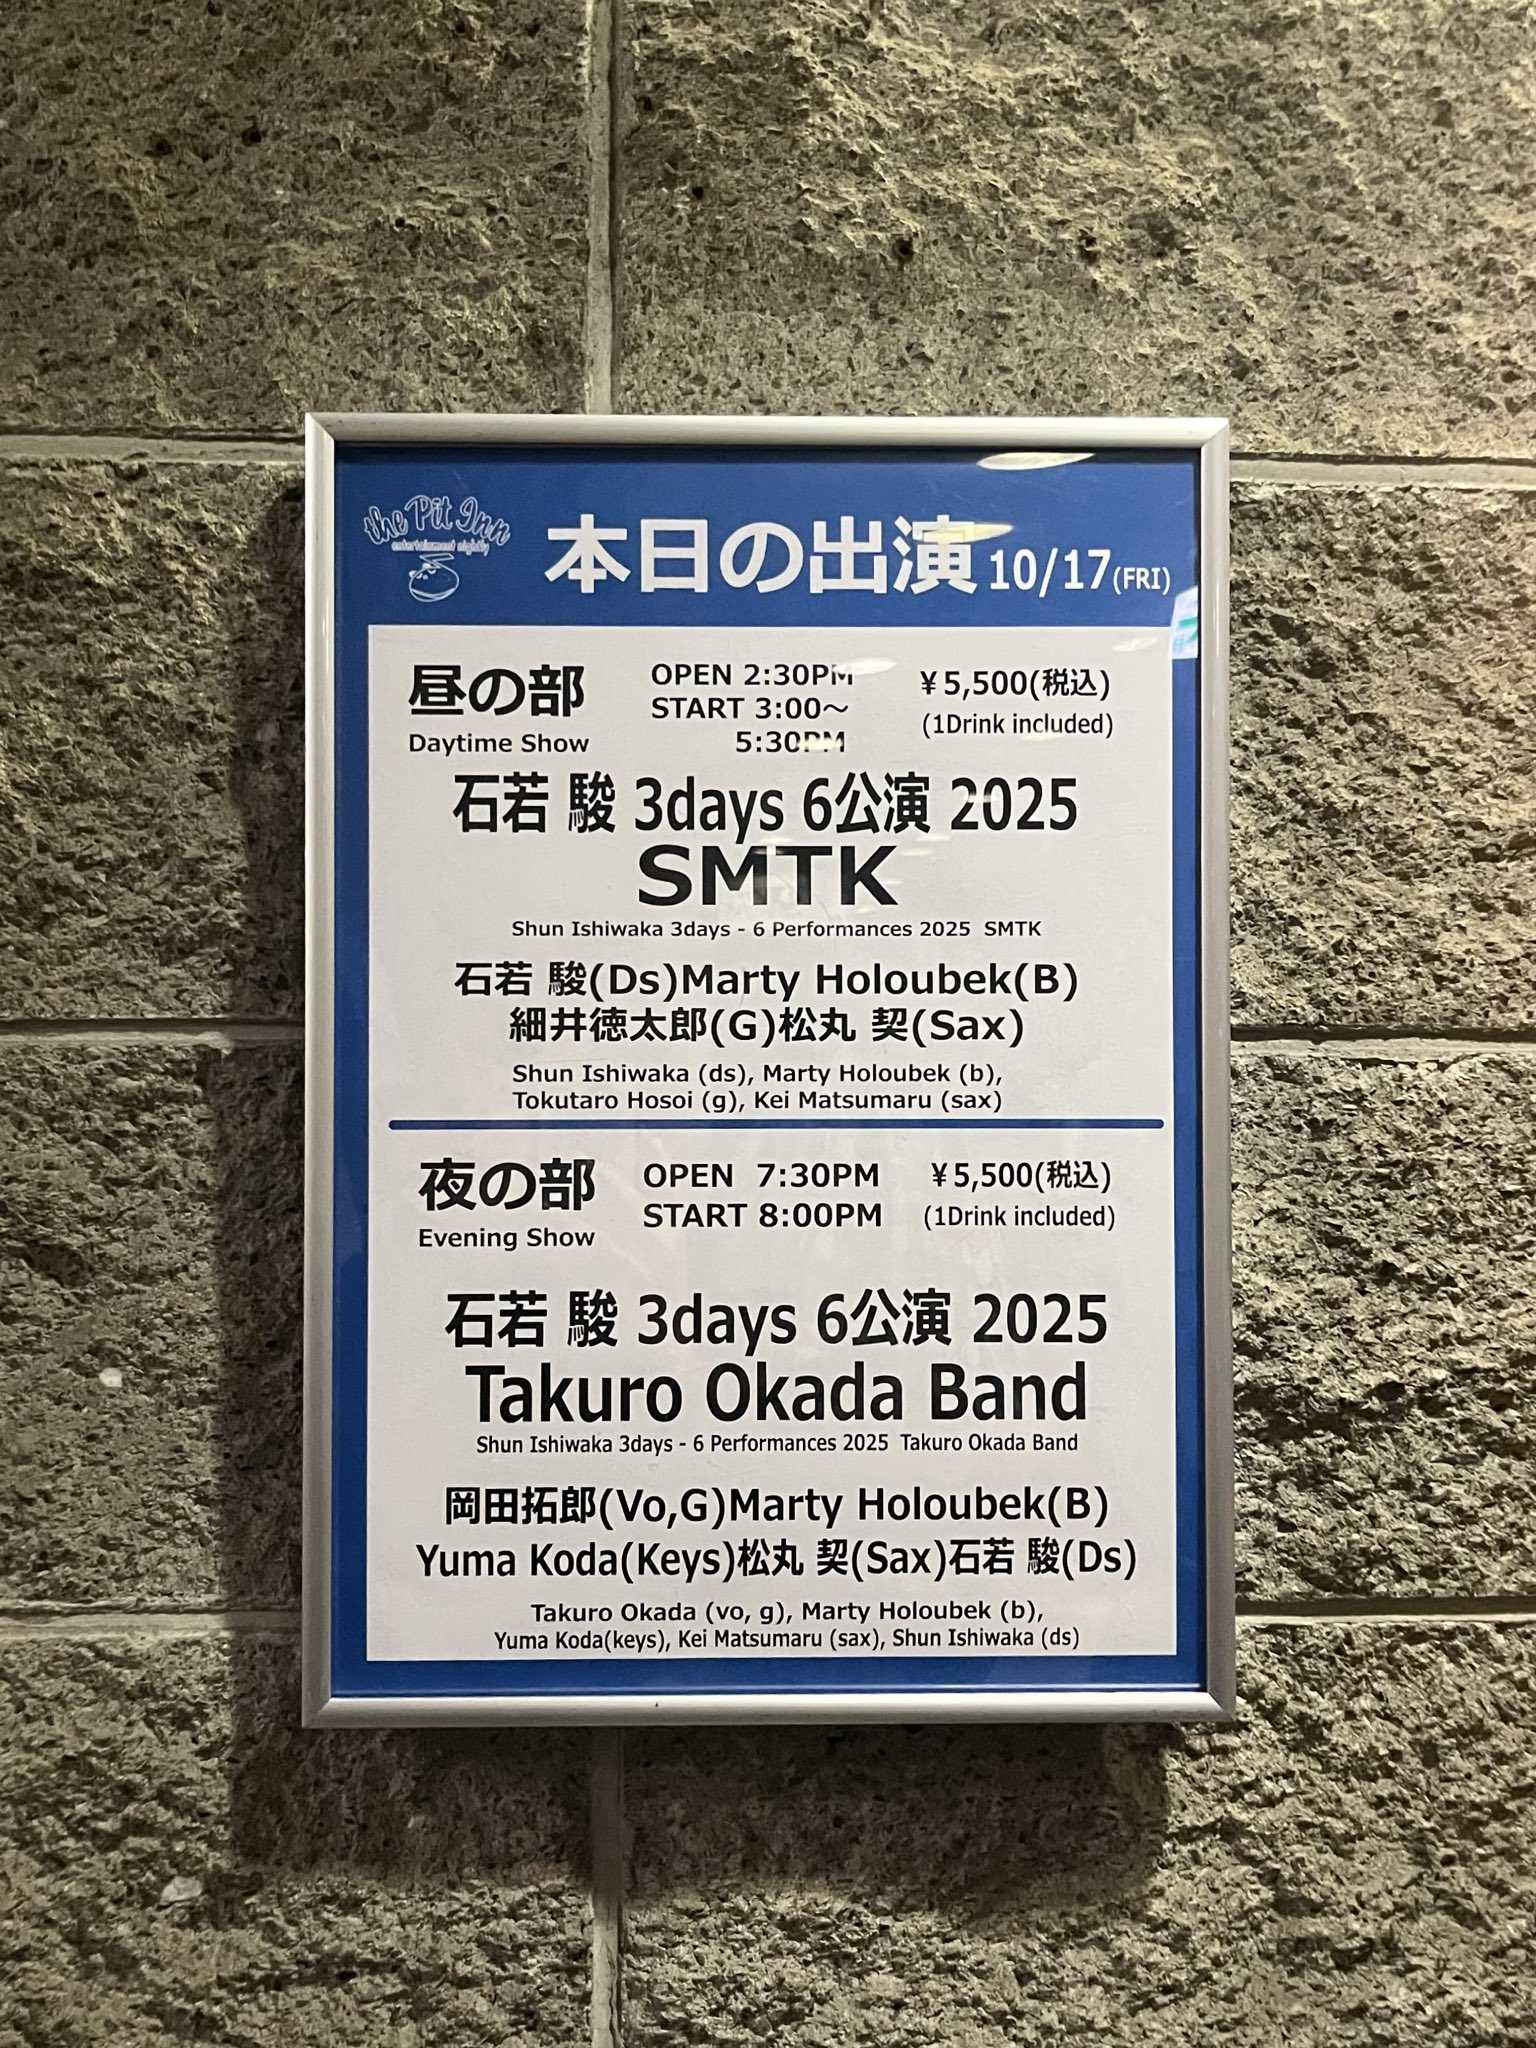 the Pit Inn
entertainment nightly
本日の出演 10/17(FRI)
昼の部
Daytime Show
OPEN 2:30PM
START 3:00～
5:30PM
￥5,500(税込)
(1Drink included)
石若 駿 3days 6公演 2025
SMTK
Shun Ishiwaka 3days - 6 Performances 2025 SMTK
石若 駿(Ds)Marty Holoubek(B)
細井徳太郎(G)松丸 契(Sax)
Shun Ishiwaka (ds), Marty Holoubek (b),
Tokutaro Hosoi (g), Kei Matsumaru (sax)
夜の部
Evening Show
OPEN 7:30PM
START 8:00PM
￥5,500(税込)
(1Drink included)
石若 駿 3days 6公演 2025
Takuro Okada Band
Shun Ishiwaka 3days - 6 Performances 2025 Takuro Okada Band
岡田拓郎(Vo,G)Marty Holoubek(B)
Yuma Koda(Keys)松丸 契(Sax)石若 駿(Ds)
Takuro Okada (vo, g), Marty Holoubek (b),
Yuma Koda(keys), Kei Matsumaru (sax), Shun Ishiwaka (ds)